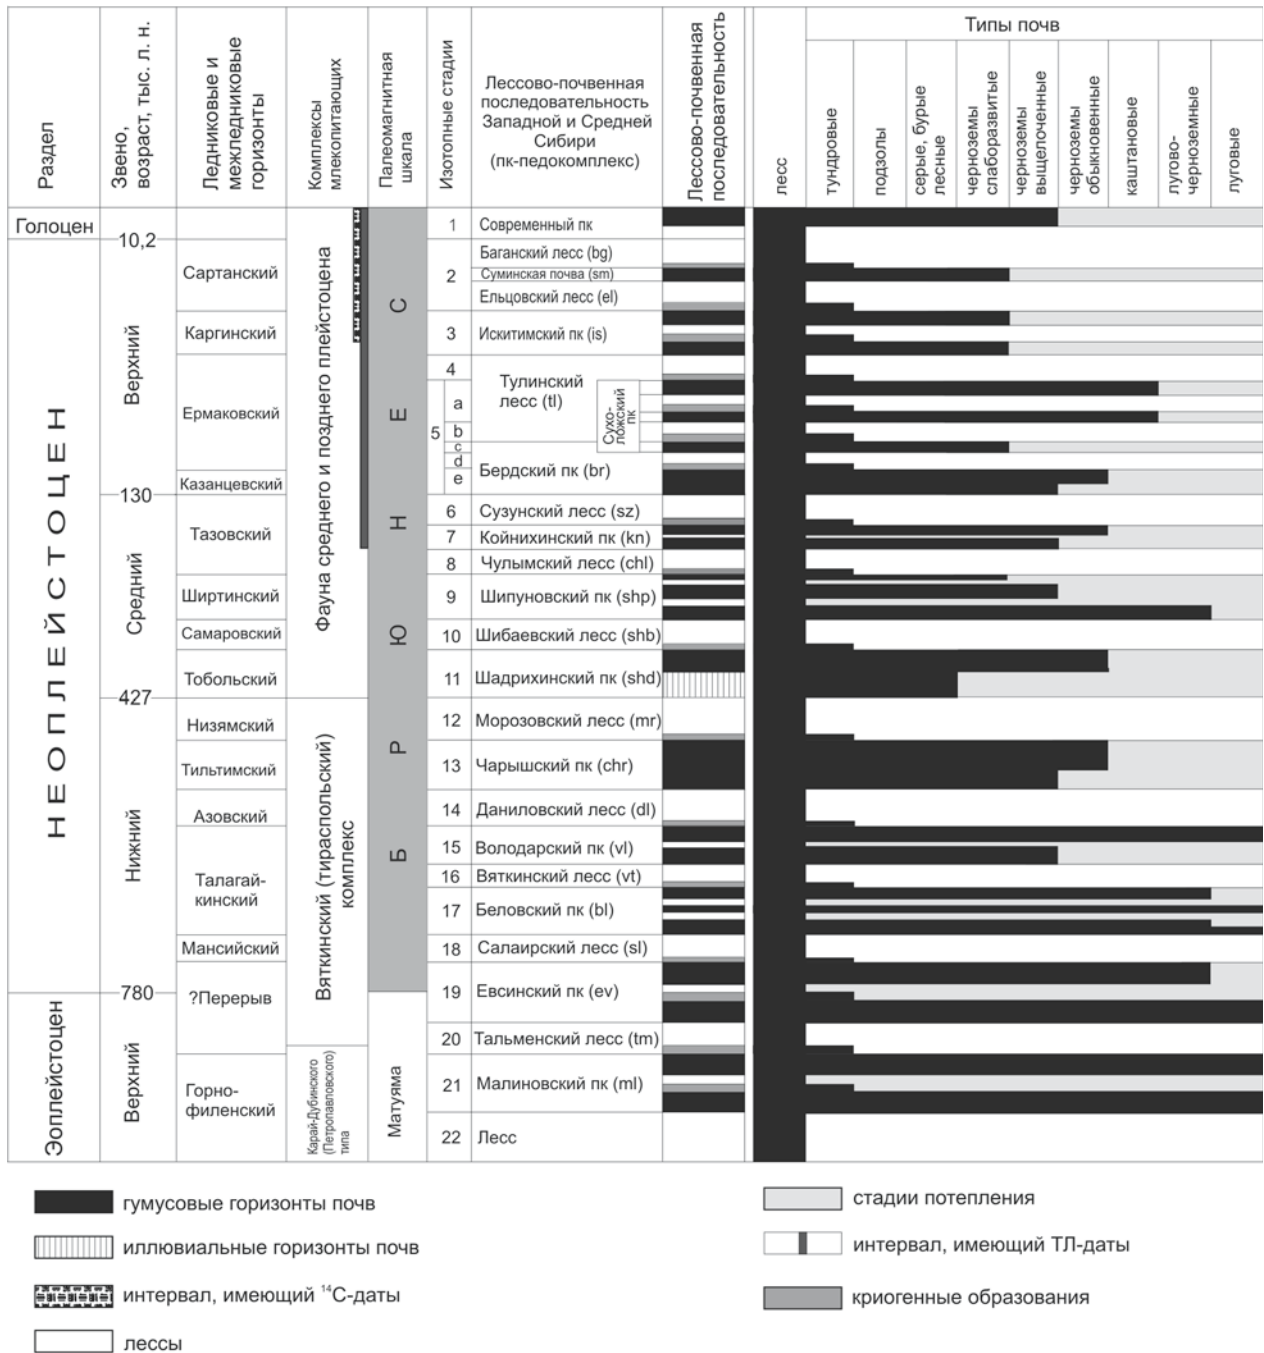 Раздел
Звено,
возраст, тыс. л. н.
Ледниковые и
межледниковые
горизонты
Комплексы
млекопитающих
Палеомагнитная
шкала
Изотопные стадии
Лессово-почвенная
последовательность
Западной и Средней
Сибири
(пк-педокомплекс)
Лессово-почвенная
последовательность
Типы почв
лесс
тундровые
подзолы
серые, бурые
лесные
черноземы
слаборазвитые
черноземы
выщелоченные
черноземы
обыкновенные
каштановые
лугово-
черноземные
луговые
Голоцен
НЕОПЛЕЙСТОЦЕН
Эоплейстоцен
10,2
Верхний
130
Средний
427
Нижний
780
Верхний
Сартанский
Каргинский
Ермаковский
Казанцевский
Тазовский
Ширтинский
Самаровский
Тобольский
Низямский
Тильтимский
Азовский
Талагай-
кинский
Мансийский
?Перерыв
Горно-
филенский
Фауна среднего и позднего плейстоцена
Вяткинский (тираспольский)
комплекс
Карай-Дубинского
(Петропавловского)
типа
БРЮНЕС
Матуяма
1 Современный пк
2
Баганский лесс (bg)
Суминская почва (sm)
Ельцовский лесс (el)
3 Искитимский пк (is)
4
Тулинский
лесс (tl)
Сухо-
ложский
пк
5
a
b
c
d
e
Бердский пк (br)
6 Сузунский лесс (sz)
7 Койнихинский пк (kn)
8 Чулымский лесс (chl)
9 Шипуновский пк (shp)
10 Шибаевский лесс (shb)
11 Шадрихинский пк (shd)
12 Морозовский лесс (mr)
13 Чарышский пк (chr)
14 Даниловский лесс (dl)
15 Володарский пк (vl)
16 Вяткинский лесс (vt)
17 Беловский пк (bl)
18 Салаирский лесс (sl)
19 Евсинский пк (ev)
20 Тальменский лесс (tm)
21 Малиновский пк (ml)
22 Лесс
гумусовые горизонты почв
иллювиальные горизонты почв
интервал, имеющий ¹⁴С-даты
лессы
стадии потепления
интервал, имеющий ТЛ-даты
криогенные образования